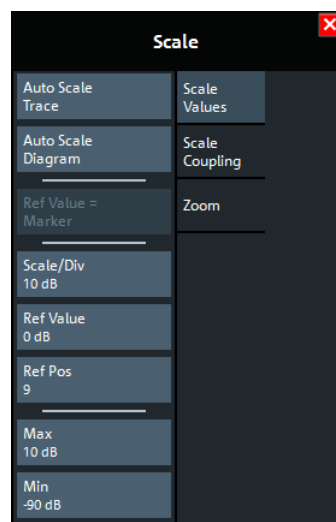 Scale
Auto Scale
Trace
Auto Scale
Diagram
Ref Value =
Marker
Scale/Div
10 dB
Ref Value
0 dB
Ref Pos
9
Max
10 dB
Min
-90 dB
Scale
Values
Scale
Coupling
Zoom